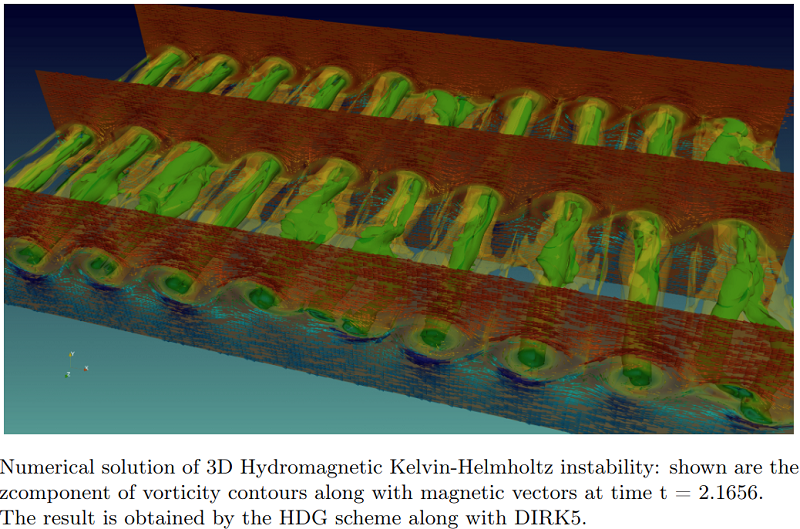 Numerical solution of 3D Hydromagnetic Kelvin-Helmholtz instability: shown are the
zcomponent of vorticity contours along with magnetic vectors at time t = 2.1656.
The result is obtained by the HDG scheme along with DIRK5.